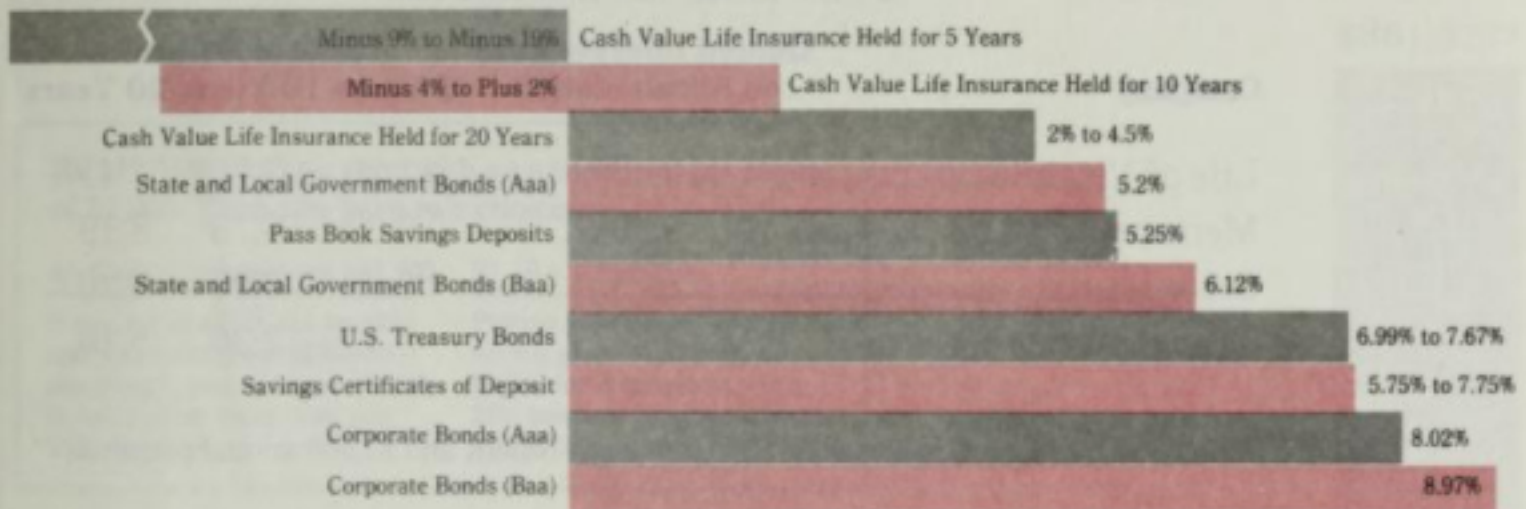 Minus 9% to Minus 19% Cash Value Life Insurance Held for 5 Years
Minus 4% to Plus 2% Cash Value Life Insurance Held for 10 Years
Cash Value Life Insurance Held for 20 Years 2% to 4.5%
State and Local Government Bonds (Aaa) 5.2%
Pass Book Savings Deposits 5.25%
State and Local Government Bonds (Baa) 6.12%
U.S. Treasury Bonds 6.99% to 7.67%
Savings Certificates of Deposit 5.75% to 7.75%
Corporate Bonds (Aaa) 8.02%
Corporate Bonds (Baa) 8.97%